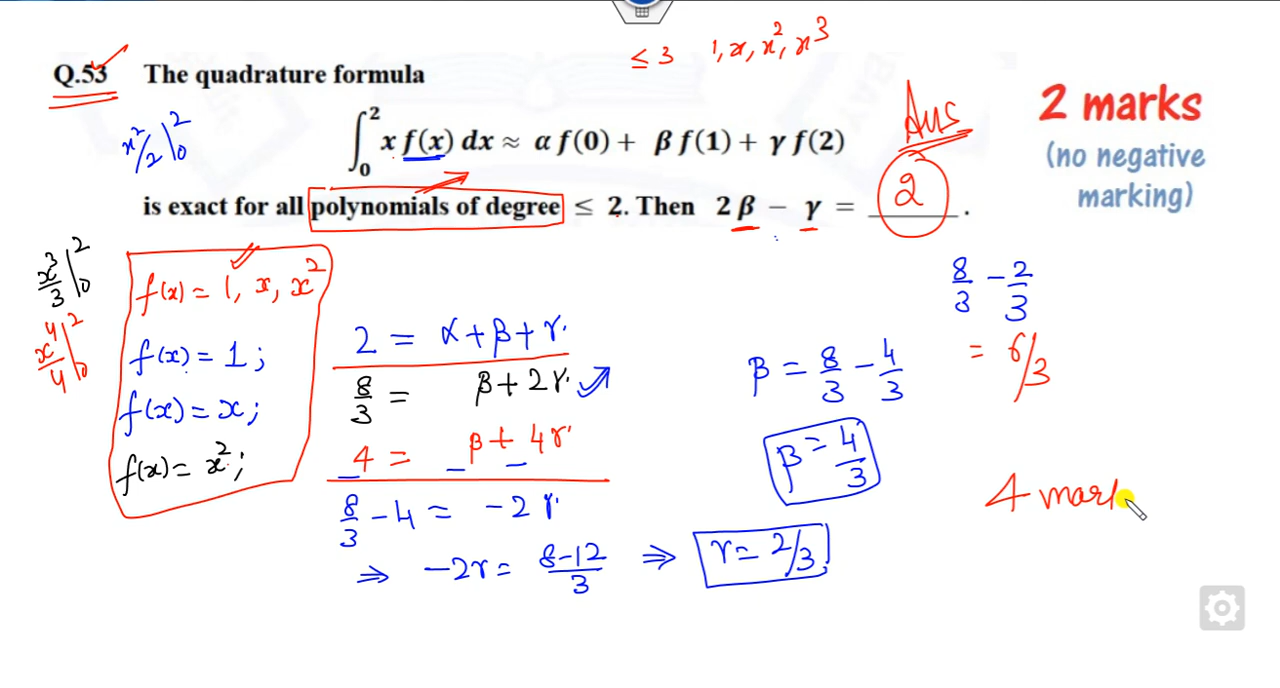 ≤ 3 1, x, x², x³
Q.53 The quadrature formula
∫₀² x f(x) dx ≈ α f(0) + β f(1) + γ f(2)
is exact for all polynomials of degree ≤ 2. Then 2 β − γ = ______ .
Ans
2
2 marks
(no negative
marking)
x²/2 |₀²
x³/3 |₀²
x⁴/4 |₀²
f(x) = 1, x, x²
f(x) = 1;
f(x) = x;
f(x) = x²;
2 = α + β + γ.
8/3 = β + 2γ.
4 = β + 4γ
− − −
8/3 − 4 = −2γ.
⇒ −2γ = (8−12)/3 ⇒ γ = 2/3
β = 8/3 − 4/3
β = 4/3
8/3 − 2/3
= 6/3
4 mark